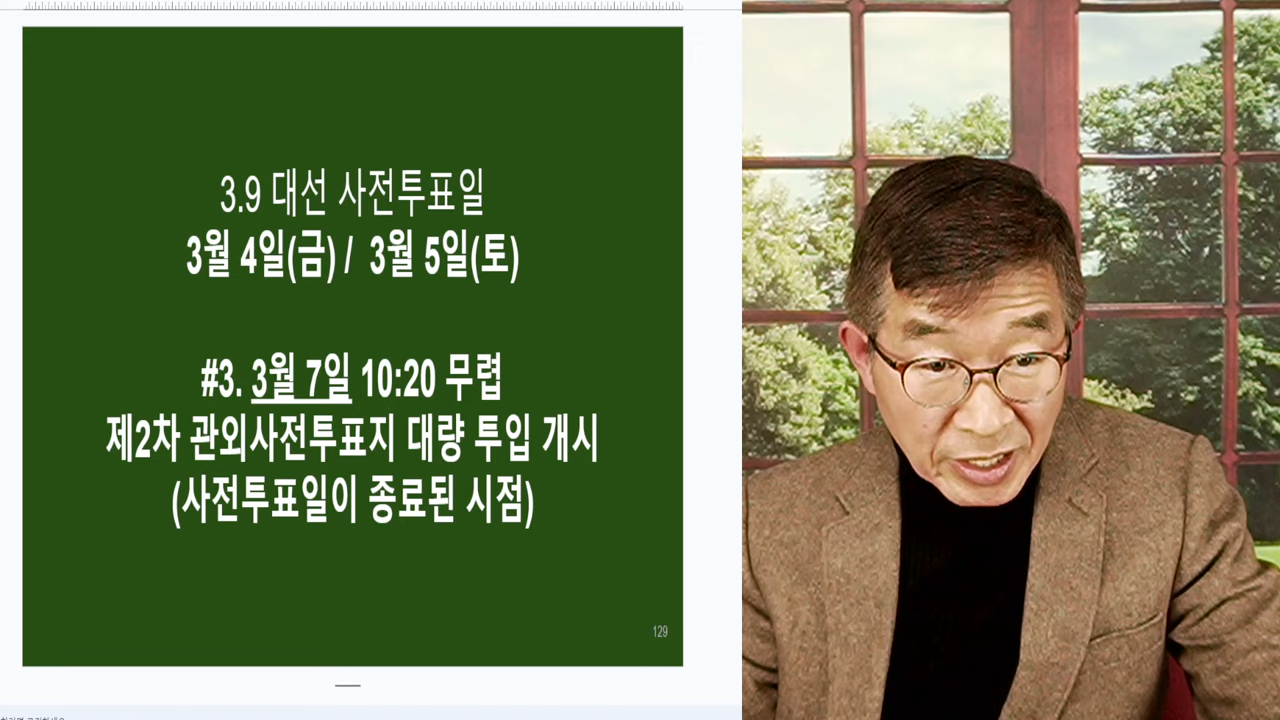 3.9 대선 사전투표일
3월 4일(금) / 3월 5일(토)
#3. 3월 7일 10:20 무렵
제2차 관외사전투표지 대량 투입 개시
(사전투표일이 종료된 시점)
129